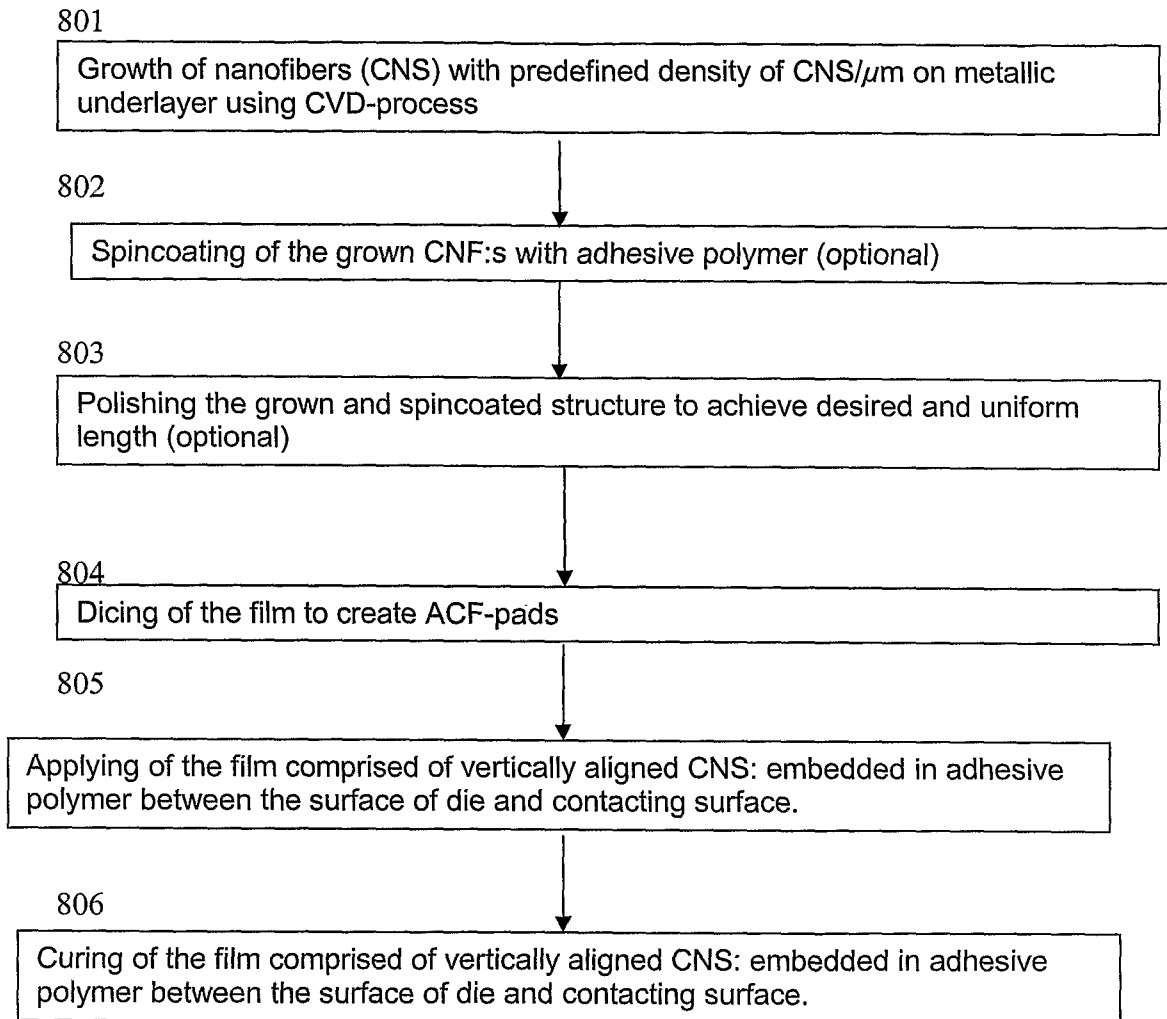 801
Growth of nanofibers (CNS) with predefined density of CNS/μm on metallic
underlayer using CVD-process
802
Spincoating of the grown CNF:s with adhesive polymer (optional)
803
Polishing the grown and spincoated structure to achieve desired and uniform
length (optional)
804
Dicing of the film to create ACF-pads
805
Applying of the film comprised of vertically aligned CNS: embedded in adhesive
polymer between the surface of die and contacting surface.
806
Curing of the film comprised of vertically aligned CNS: embedded in adhesive
polymer between the surface of die and contacting surface.